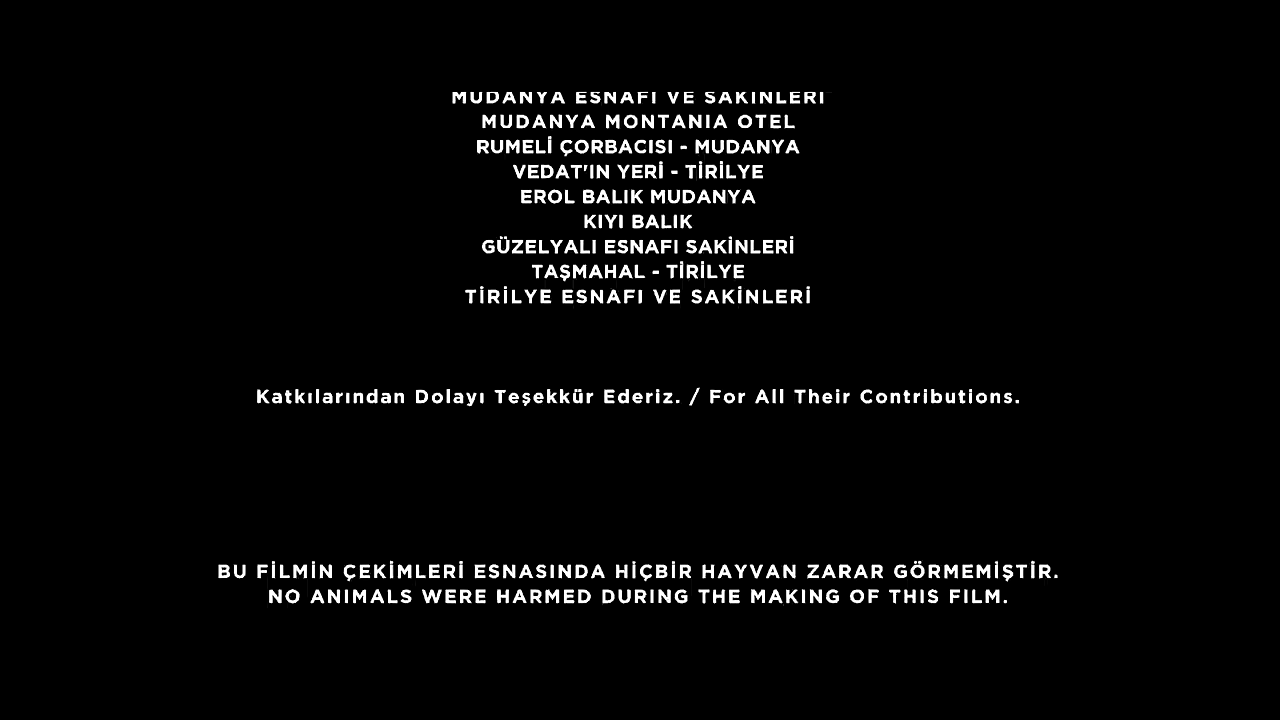 MUDANYA ESNAFI VE SAKİNLERİ
MUDANYA MONTANIA OTEL
RUMELİ ÇORBACISI - MUDANYA
VEDAT'IN YERİ - TİRİLYE
EROL BALIK MUDANYA
KIYI BALIK
GÜZELYALI ESNAFI SAKİNLERİ
TAŞMAHAL - TİRİLYE
TİRİLYE ESNAFI VE SAKİNLERİ
Katkılarından Dolayı Teşekkür Ederiz. / For All Their Contributions.
BU FİLMİN ÇEKİMLERİ ESNASINDA HİÇBİR HAYVAN ZARAR GÖRMEMİŞTİR.
NO ANIMALS WERE HARMED DURING THE MAKING OF THIS FILM.